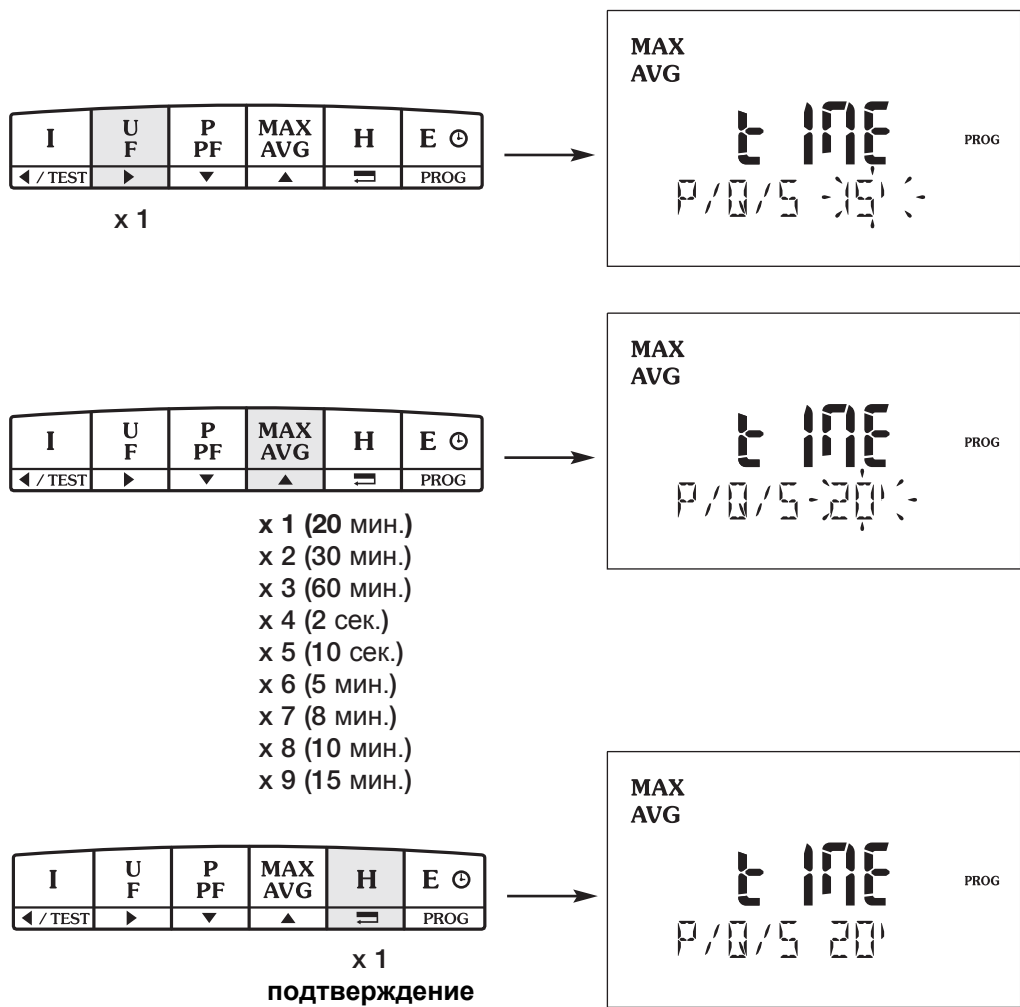 MAX
AVG
I U F P PF MAX AVG H E
/ TEST PROG
x 1
t IME PROG
P/Q/S 15'
MAX
AVG
I U F P PF MAX AVG H E
/ TEST PROG
t IME PROG
P/Q/S 20'
x 1 (20 мин.)
x 2 (30 мин.)
x 3 (60 мин.)
x 4 (2 сек.)
x 5 (10 сек.)
x 6 (5 мин.)
x 7 (8 мин.)
x 8 (10 мин.)
x 9 (15 мин.)
MAX
AVG
I U F P PF MAX AVG H E
/ TEST PROG
t IME PROG
P/Q/S 20'
x 1
подтверждение